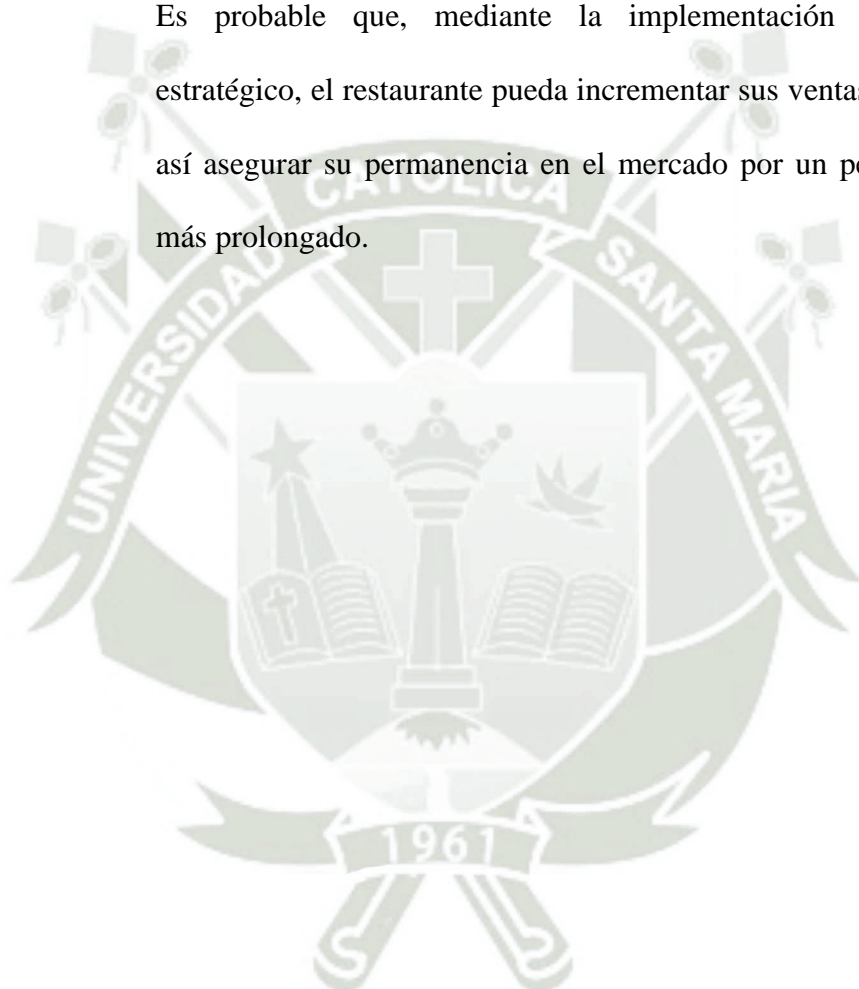 Es probable que, mediante la implementación
estratégico, el restaurante pueda incrementar sus ventas
así asegurar su permanencia en el mercado por un
más prolongado.
UNIVERSIDAD CATOLICA SANTA MARIA
1961